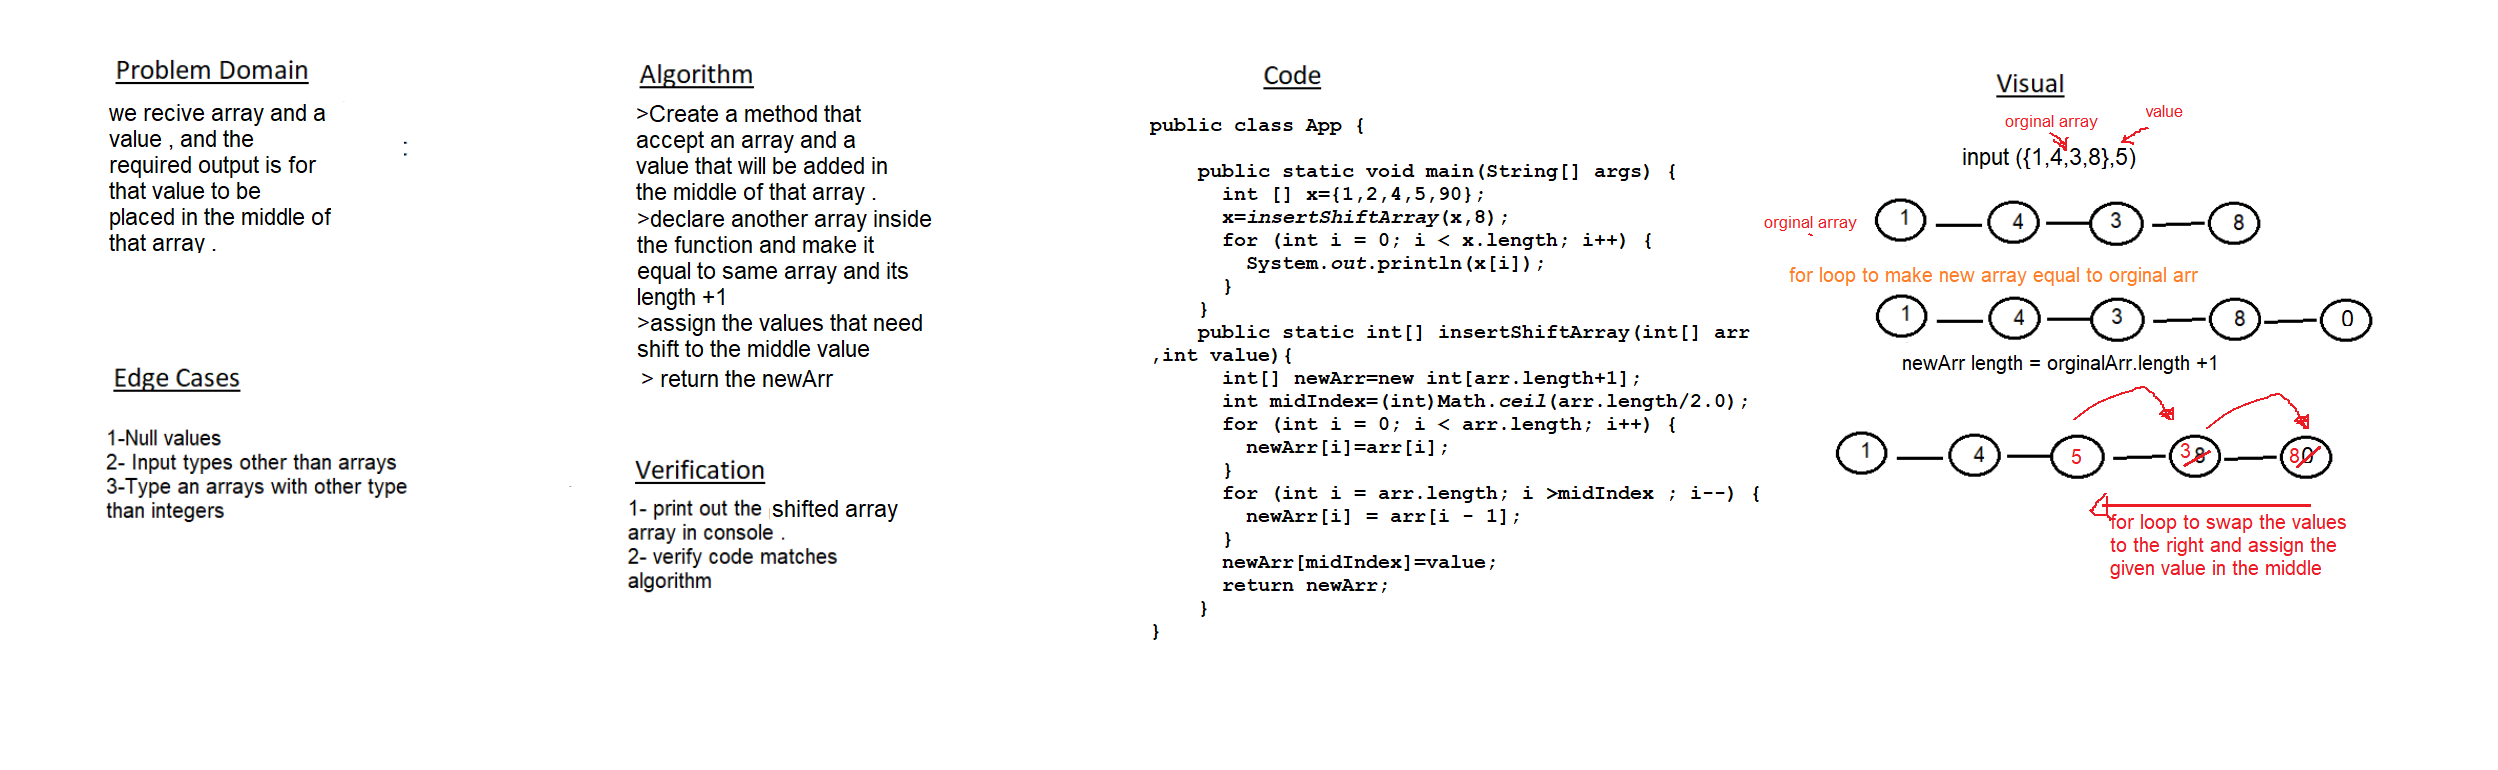 Problem Domain
we recive array and a
value , and the
required output is for
that value to be
placed in the middle of
that array .
:
Edge Cases
1-Null values
2- Input types other than arrays
3-Type an arrays with other type
than integers
Algorithm
>Create a method that
accept an array and a
value that will be added in
the middle of that array .
>declare another array inside
the function and make it
equal to same array and its
length +1
>assign the values that need
shift to the middle value
> return the newArr
Verification
1- print out the shifted array
array in console .
2- verify code matches
algorithm
Code
public class App {
public static void main(String[] args) {
int [] x={1,2,4,5,90};
x=insertShiftArray(x,8);
for (int i = 0; i < x.length; i++) {
System.out.println(x[i]);
}
}
public static int[] insertShiftArray(int[] arr
,int value){
int[] newArr=new int[arr.length+1];
int midIndex=(int)Math.ceil(arr.length/2.0);
for (int i = 0; i < arr.length; i++) {
newArr[i]=arr[i];
}
for (int i = arr.length; i >midIndex ; i--) {
newArr[i] = arr[i - 1];
}
newArr[midIndex]=value;
return newArr;
}
}
Visual
value
orginal array
input ({1,4,3,8},5)
orginal array 1 4 3 8
for loop to make new array equal to orginal arr
1 4 3 8 0
newArr length = orginalArr.length +1
1 4 5 3 8 8 0
for loop to swap the values
to the right and assign the
given value in the middle